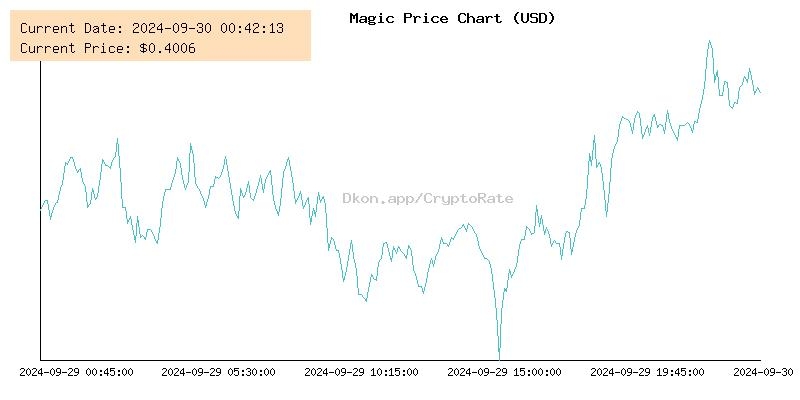 Magic Price Chart (USD)
Current Date: 2024-09-30 00:42:13
Current Price: $0.4006
Dkon.app/CryptoRate
2024-09-29 00:45:00 2024-09-29 05:30:00 2024-09-29 10:15:00 2024-09-29 15:00:00 2024-09-29 19:45:00 2024-09-30